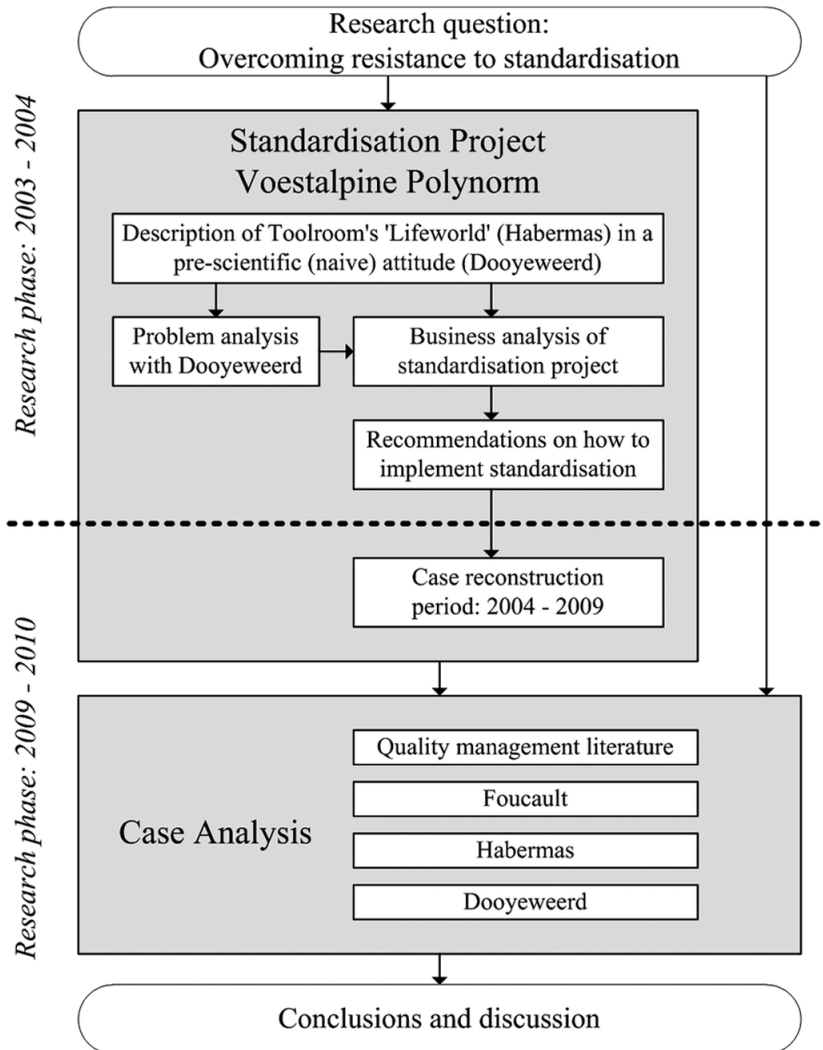 Research question:
Overcoming resistance to standardisation
Research phase: 2003 - 2004
Standardisation Project
Voestalpine Polynorm
Description of Toolroom's 'Lifeworld' (Habermas) in a
pre-scientific (naive) attitude (Dooyeweerd)
Problem analysis
with Dooyeweerd
Business analysis of
standardisation project
Recommendations on how to
implement standardisation
Case reconstruction
period: 2004 - 2009
Research phase: 2009 - 2010
Case Analysis
Quality management literature
Foucault
Habermas
Dooyeweerd
Conclusions and discussion